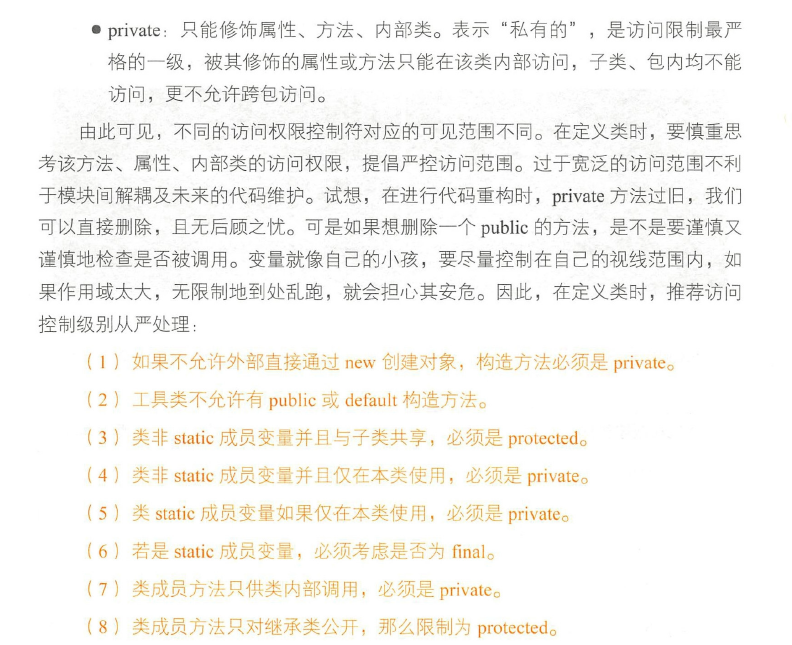 ● private：只能修饰属性、方法、内部类。表示“私有的”，是访问限制最严
格的一级，被其修饰的属性或方法只能在该类内部访问，子类、包内均不能
访问，更不允许跨包访问。
由此可见，不同的访问权限控制符对应的可见范围不同。在定义类时，要慎重思
考该方法、属性、内部类的访问权限，提倡严控访问范围。过于宽泛的访问范围不利
于模块间解耦及未来的代码维护。试想，在进行代码重构时，private 方法过旧，我们
可以直接删除，且无后顾之忧。可是如果想删除一个 public 的方法，是不是要谨慎又
谨慎地检查是否被调用。变量就像自己的小孩，要尽量控制在自己的视线范围内，如
果作用域太大，无限制地到处乱跑，就会担心其安危。因此，在定义类时，推荐访问
控制级别从严处理：
（1）如果不允许外部直接通过 new 创建对象，构造方法必须是 private。
（2）工具类不允许有 public 或 default 构造方法。
（3）类非 static 成员变量并且与子类共享，必须是 protected。
（4）类非 static 成员变量并且仅在本类使用，必须是 private。
（5）类 static 成员变量如果仅在本类使用，必须是 private。
（6）若是 static 成员变量，必须考虑是否为 final。
（7）类成员方法只供类内部调用，必须是 private。
（8）类成员方法只对继承类公开，那么限制为 protected。